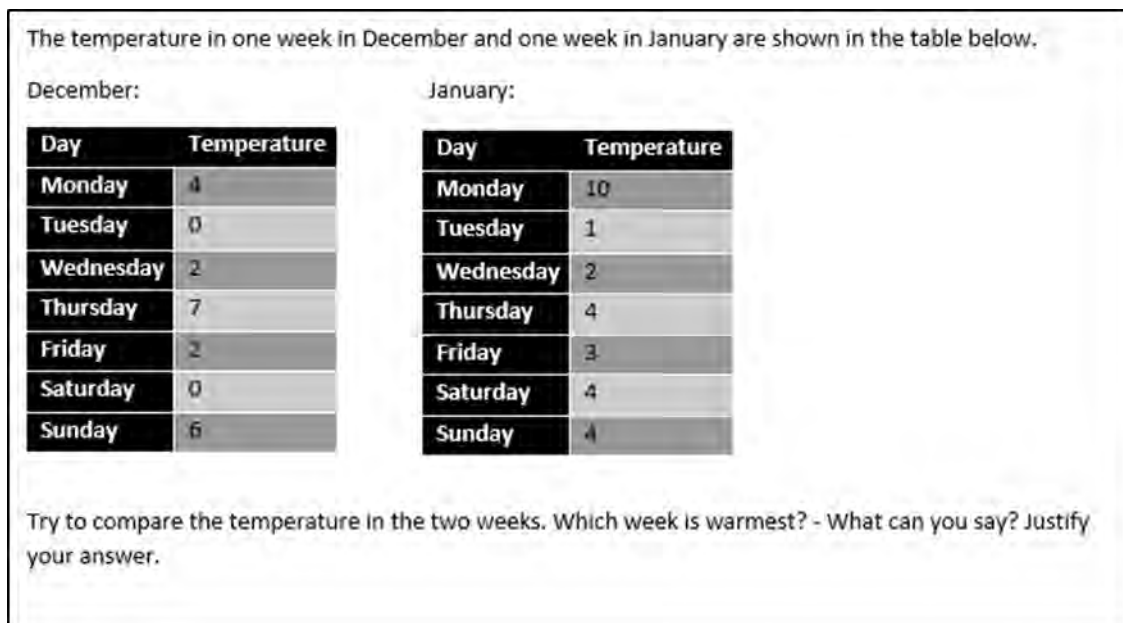 The temperature in one week in December and one week in January are shown in the table below.
December:
January:
Day Temperature
Monday 4
Tuesday 0
Wednesday 2
Thursday 7
Friday 2
Saturday 0
Sunday 6
Day Temperature
Monday 10
Tuesday 1
Wednesday 2
Thursday 4
Friday 3
Saturday 4
Sunday 4
Try to compare the temperature in the two weeks. Which week is warmest? - What can you say? Justify
your answer.